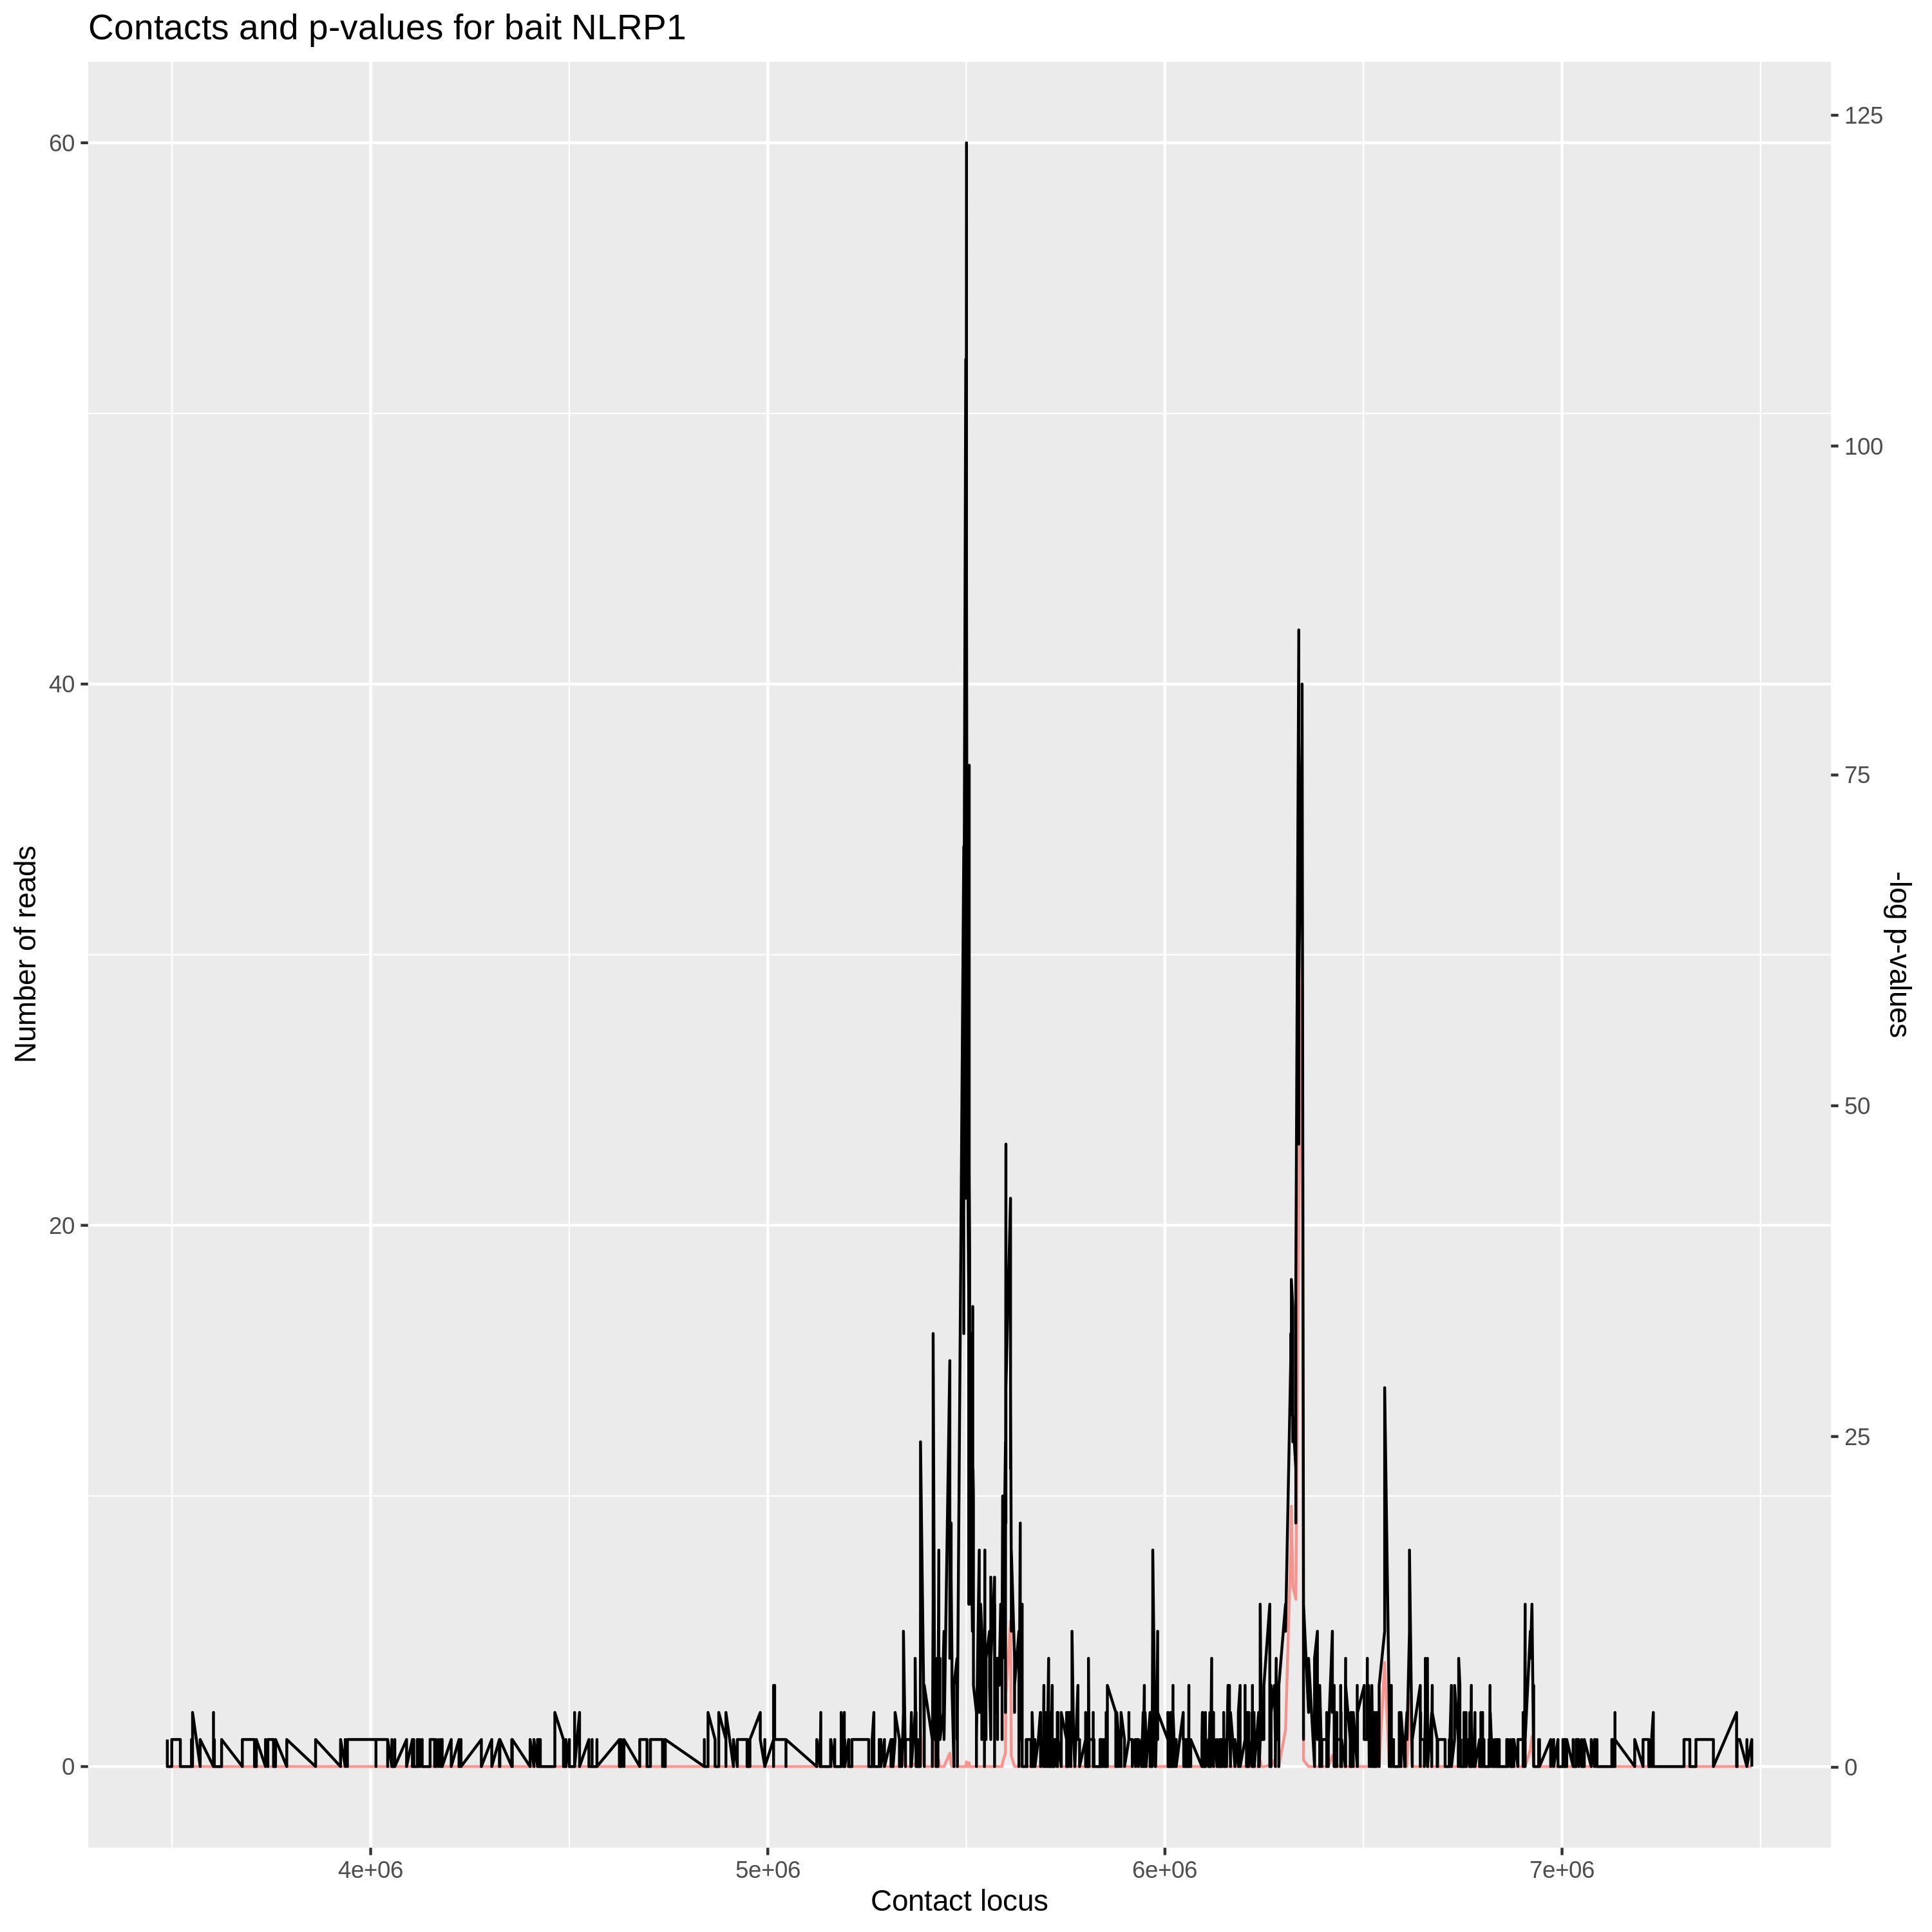 Contacts and p-values for bait NLRP1
60
40
20
0
Number of reads
125
100
75
50
25
0
-log p-values
4e+06
5e+06
6e+06
7e+06
Contact locus